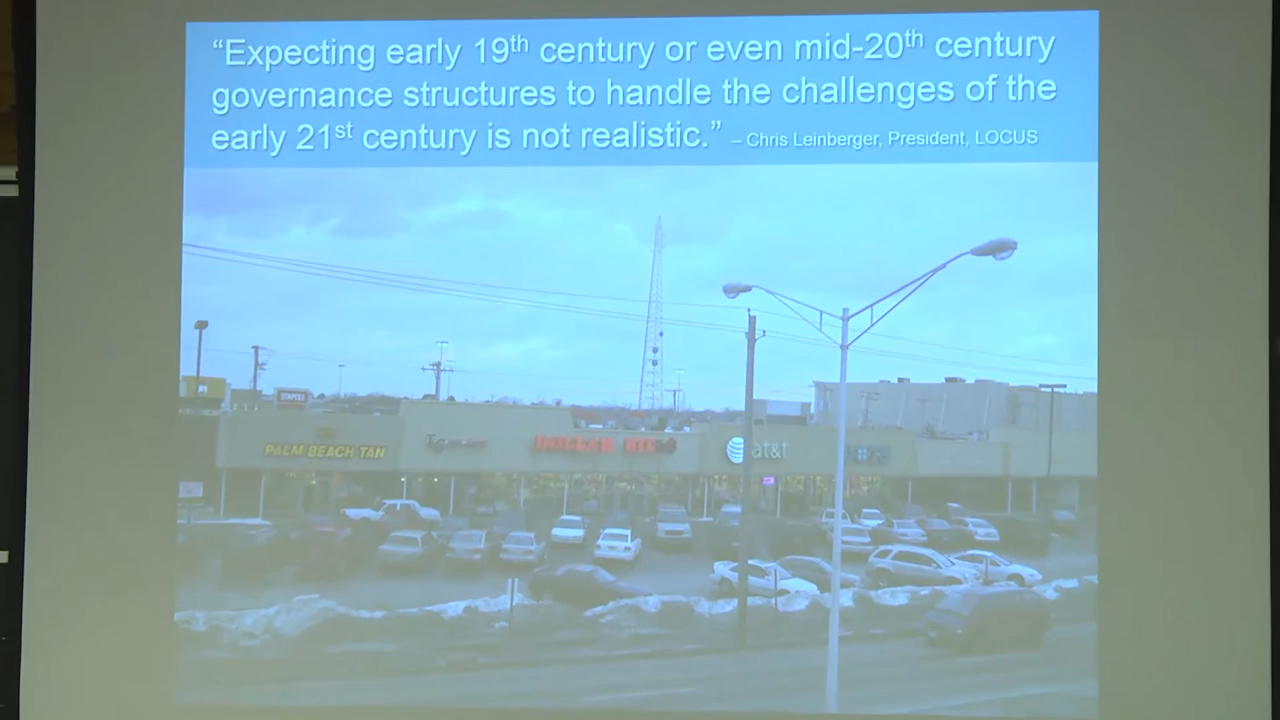 “Expecting early 19th century or even mid-20th century
governance structures to handle the challenges of the
early 21st century is not realistic.” – Chris Leinberger, President, LOCUS
STAPLES
PALM BEACH TAN
at&t